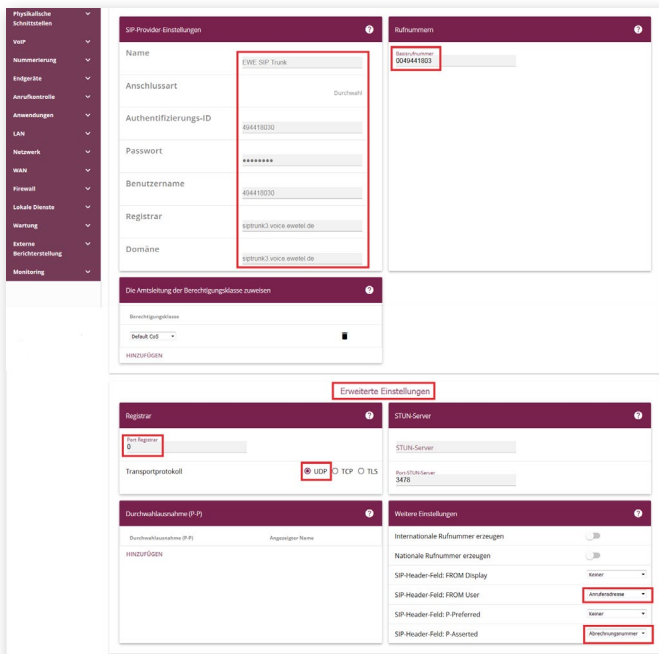 Physikalische
Schnittstellen
VoIP
Nummerierung
Endgeräte
Anrufkontrolle
Anwendungen
LAN
Netzwerk
WAN
Firewall
Lokale Dienste
Wartung
Externe
Berichterstellung
Monitoring
SIP-Provider-Einstellungen ?
Name
EWE SIP Trunk
Anschlussart
Durchwahl
Authentifizierungs-ID
494418030
Passwort
●●●●●●●●
Benutzername
494418030
Registrar
siptrunk3.voice.ewetel.de
Domäne
siptrunk3.voice.ewetel.de
Rufnummern ?
Basisrufnummer
0049441803
Die Amtsleitung der Berechtigungsklasse zuweisen ?
Berechtigungsklasse
Default CoS
HINZUFÜGEN
Erweiterte Einstellungen
Registrar ?
Port Registrar
0
Transportprotokoll UDP TCP TLS
STUN-Server ?
STUN-Server
Port-STUN-Server
3478
Durchwahlausnahme (P-P) ?
Durchwahlausnahme (P-P) Angezeigter Name
HINZUFÜGEN
Weitere Einstellungen ?
Internationale Rufnummer erzeugen
Nationale Rufnummer erzeugen
SIP-Header-Feld: FROM Display Keiner
SIP-Header-Feld: FROM User Anruferadresse
SIP-Header-Feld: P-Preferred Keiner
SIP-Header-Feld: P-Asserted Abrechnungsnummer